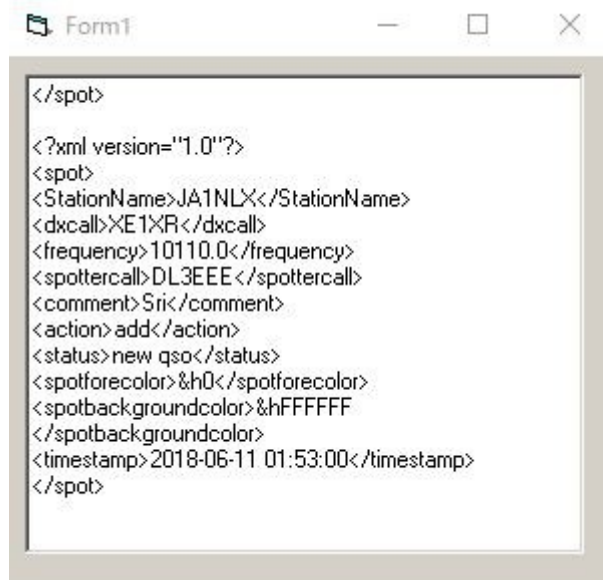 Form1
</spot>
<?xml version="1.0"?>
<spot>
<StationName>JA1NLX</StationName>
<dxcall>XE1XR</dxcall>
<frequency>10110.0</frequency>
<spottercall>DL3EEE</spottercall>
<comment>Sri</comment>
<action>add</action>
<status>new qso</status>
<spotforecolor>&h0</spotforecolor>
<spotbackgroundcolor>&hFFFFFF
</spotbackgroundcolor>
<timestamp>2018-06-11 01:53:00</timestamp>
</spot>